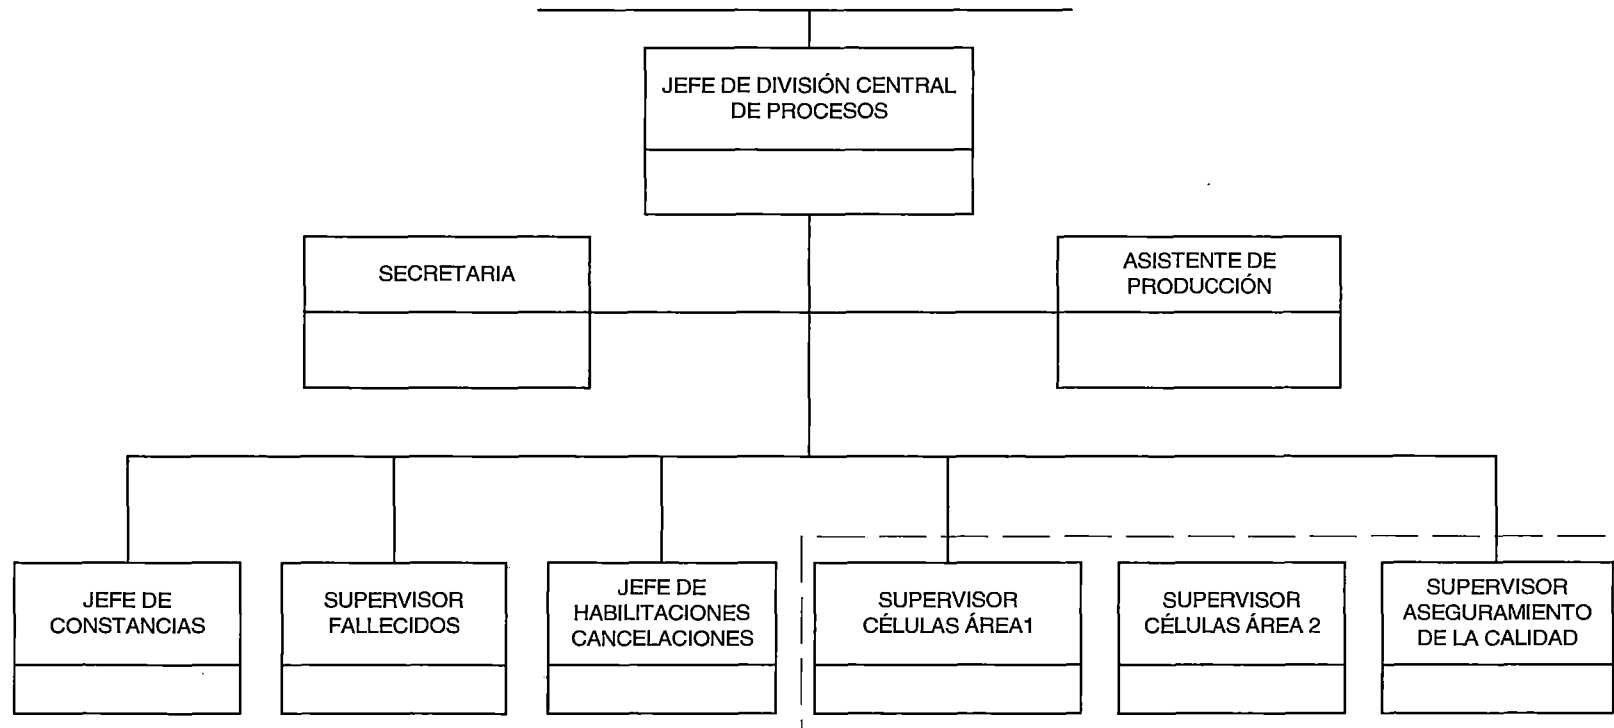 JEFE DE DIVISIÓN CENTRAL
DE PROCESOS
SECRETARIA
ASISTENTE DE
PRODUCCIÓN
JEFE DE
CONSTANCIAS
SUPERVISOR
FALLECIDOS
JEFE DE
HABILITACIONES
CANCELACIONES
SUPERVISOR
CÉLULAS ÁREA1
SUPERVISOR
CÉLULAS ÁREA 2
SUPERVISOR
ASEGURAMIENTO
DE LA CALIDAD